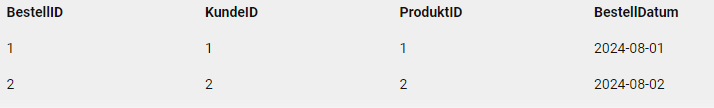 BestellID KundeID ProduktID BestellDatum
1 1 1 2024-08-01
2 2 2 2024-08-02